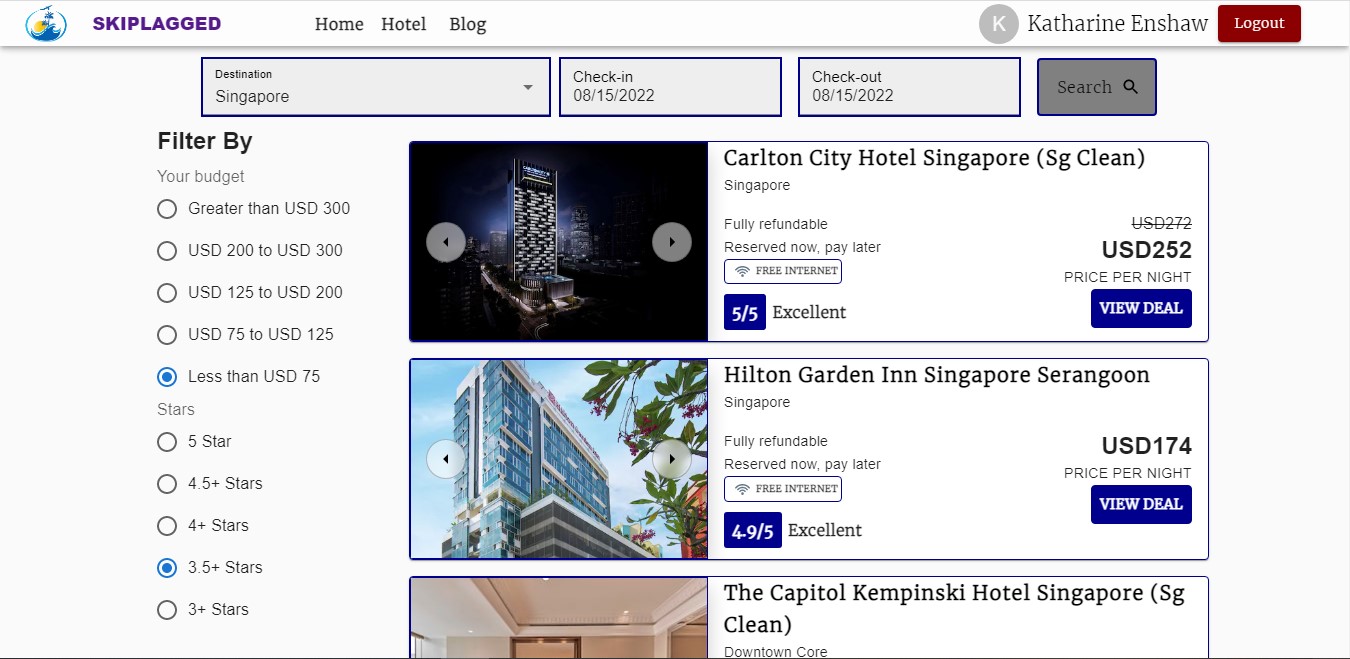 SKIPLAGGED
Home Hotel Blog
K Katharine Enshaw Logout
Destination
Singapore
Check-in
08/15/2022
Check-out
08/15/2022
Search
Filter By
Your budget
Greater than USD 300
USD 200 to USD 300
USD 125 to USD 200
USD 75 to USD 125
Less than USD 75
Stars
5 Star
4.5+ Stars
4+ Stars
3.5+ Stars
3+ Stars
Carlton City Hotel Singapore (Sg Clean)
Singapore
Fully refundable
Reserved now, pay later
FREE INTERNET
5/5 Excellent
USD272
USD252
PRICE PER NIGHT
VIEW DEAL
Hilton Garden Inn Singapore Serangoon
Singapore
Fully refundable
Reserved now, pay later
FREE INTERNET
4.9/5 Excellent
USD174
PRICE PER NIGHT
VIEW DEAL
The Capitol Kempinski Hotel Singapore (Sg
Clean)
Downtown Core